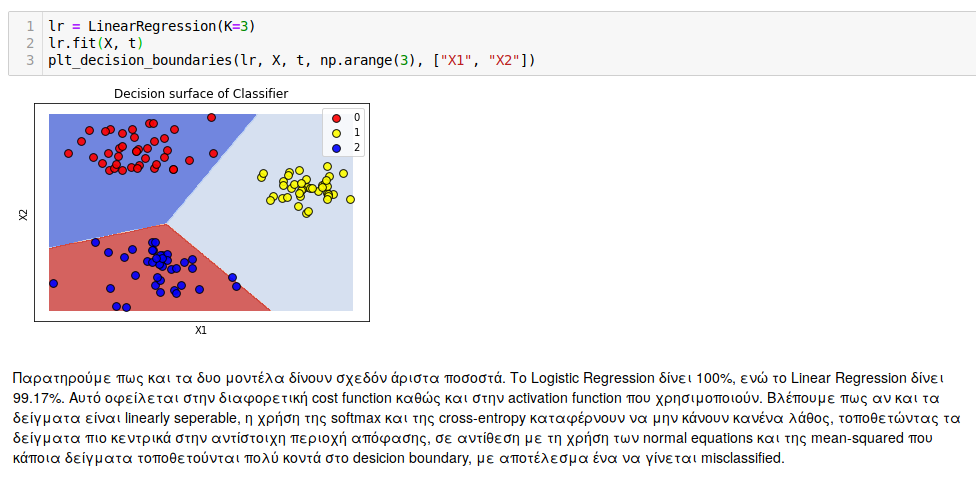 1 lr = LinearRegression(K=3)
2 lr.fit(X, t)
3 plt_decision_boundaries(lr, X, t, np.arange(3), ["X1", "X2"])
Decision surface of Classifier
0
1
2
X2
X1
Παρατηρούμε πως και τα δυο μοντέλα δίνουν σχεδόν άριστα ποσοστά. Το Logistic Regression δίνει 100%, ενώ το Linear Regression δίνει
99.17%. Αυτό οφείλεται στην διαφορετική cost function καθώς και στην activation function που χρησιμοποιούν. Βλέπουμε πως αν και τα
δείγματα είναι linearly seperable, η χρήση της softmax και της cross-entropy καταφέρνουν να μην κάνουν κανένα λάθος, τοποθετώντας τα
δείγματα πιο κεντρικά στην αντίστοιχη περιοχή απόφασης, σε αντίθεση με τη χρήση των normal equations και της mean-squared που
κάποια δείγματα τοποθετούνται πολύ κοντά στο desicion boundary, με αποτέλεσμα ένα να γίνεται misclassified.